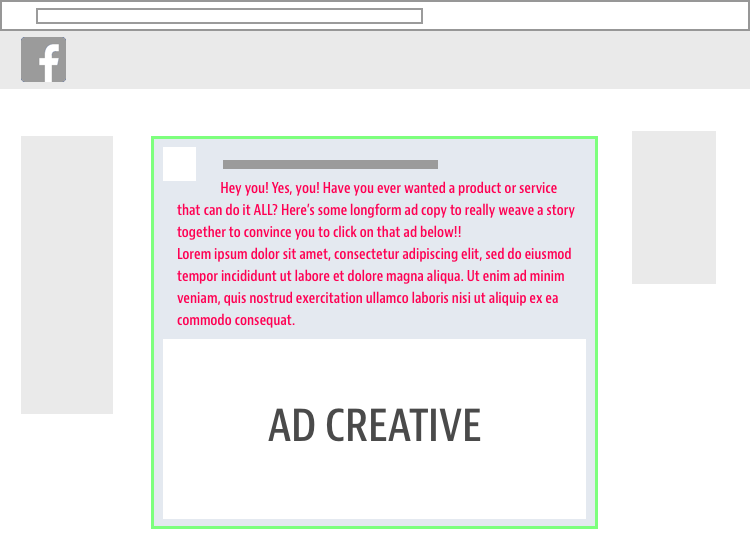 f
Hey you! Yes, you! Have you ever wanted a product or service
that can do it ALL? Here's some longform ad copy to really weave a story
together to convince you to click on that ad below!!
Lorem ipsum dolor sit amet, consectetur adipiscing elit, sed do eiusmod
tempor incididunt ut labore et dolore magna aliqua. Ut enim ad minim
veniam, quis nostrud exercitation ullamco laboris nisi ut aliquip ex ea
commodo consequat.
AD CREATIVE